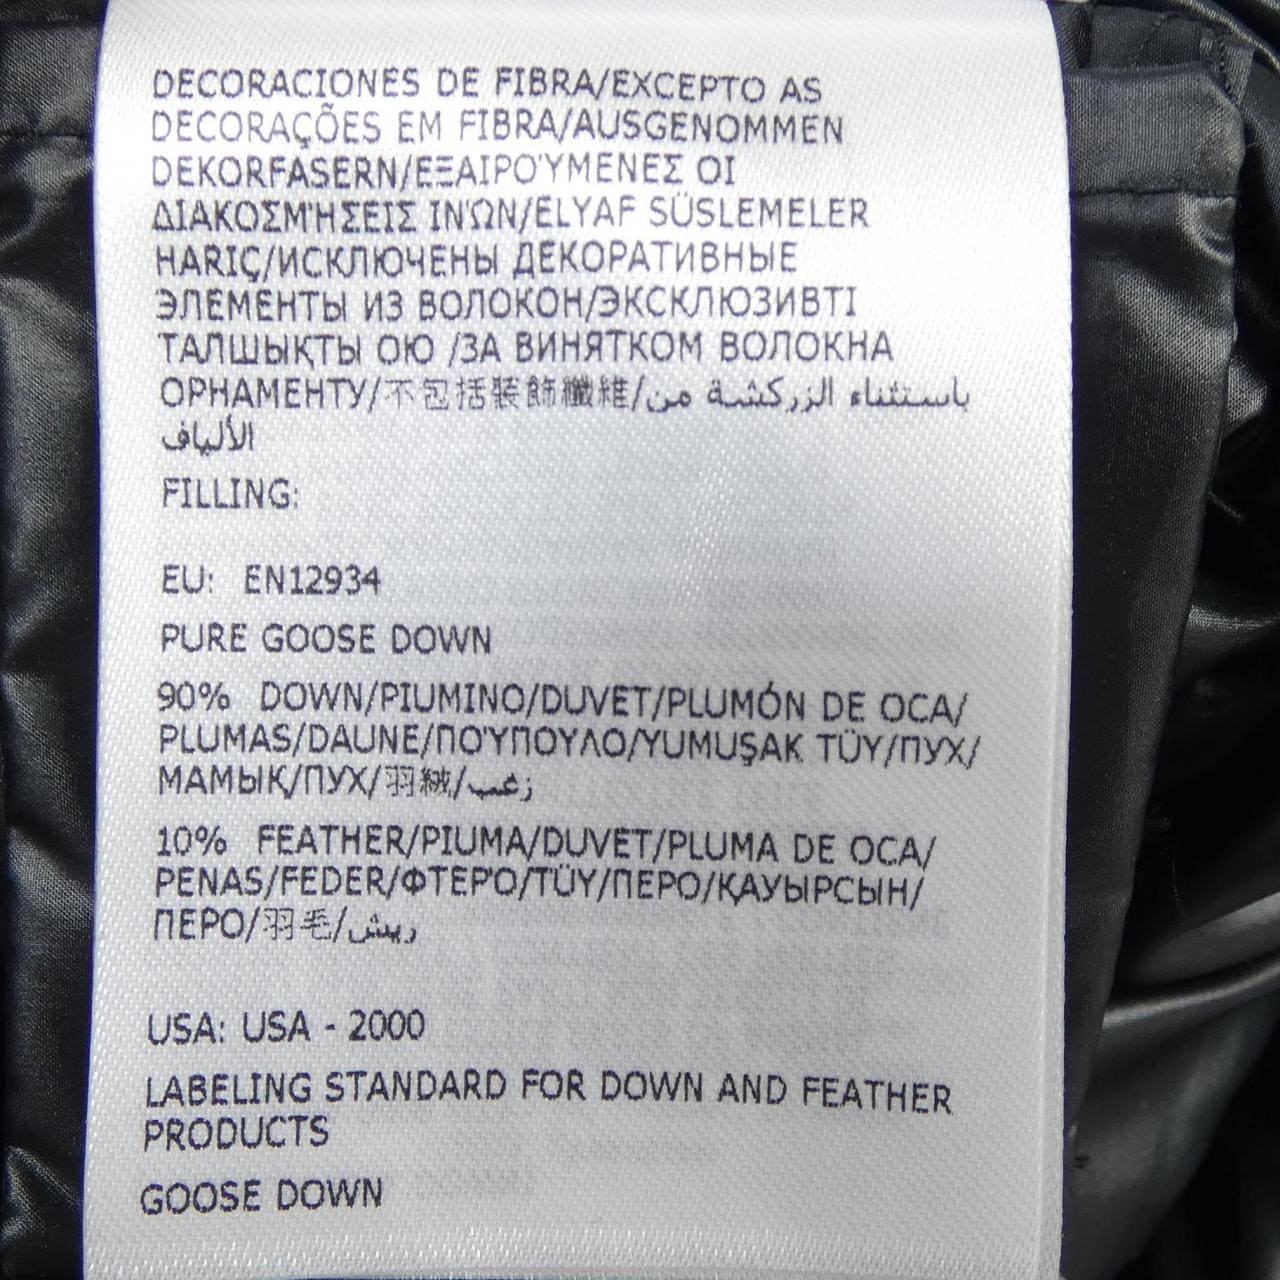 DECORACIONES DE FIBRA/EXCEPTO AS
DECORAÇÕES EM FIBRA/AUSGENOMMEN
DEKORFASERN/ΕΞΑΙΡΟΎΜΕΝΕΣ ΟΙ
ΔΙΑΚΟΣΜΉΣΕΙΣ ΙΝΏΝ/ELYAF SÜSLEMELER
HARIÇ/ИСКЛЮЧЕНЫ ДЕКОРАТИВНЫЕ
ЭЛЕМЕНТЫ ИЗ ВОЛОКОН/ЭКСКЛЮЗИВТІ
ТАЛШЫҚТЫ ОЮ /ЗА ВИНЯТКОМ ВОЛОКНА
ОРНАМЕНТУ/不包括裝飾纖維/باستثناء الزركشة من
الألياف
FILLING:
EU: EN12934
PURE GOOSE DOWN
90% DOWN/PIUMINO/DUVET/PLUMÓN DE OCA/
PLUMAS/DAUNE/ΠΟΎΠΟΥΛΟ/YUMUŞAK TÜY/ПУХ/
МАМЫҚ/ПУХ/羽絨/زغب
10% FEATHER/PIUMA/DUVET/PLUMA DE OCA/
PENAS/FEDER/ΦΤΕΡΌ/TÜY/ПЕРО/ҚАУЫРСЫН/
ПЕРО/羽毛/ريش
USA: USA - 2000
LABELING STANDARD FOR DOWN AND FEATHER
PRODUCTS
GOOSE DOWN